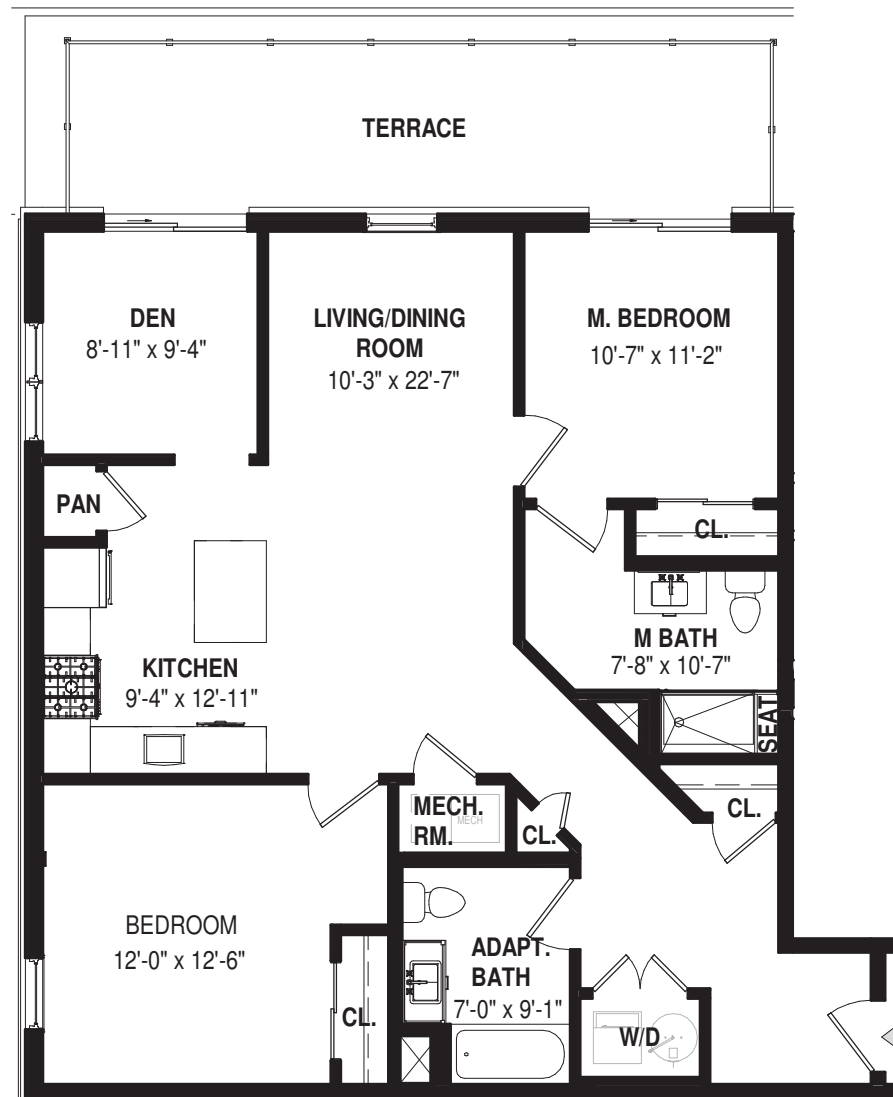 TERRACE
DEN
8'-11" x 9'-4"
LIVING/DINING
ROOM
10'-3" x 22'-7"
M. BEDROOM
10'-7" x 11'-2"
PAN
CL.
KITCHEN
9'-4" x 12'-11"
M BATH
7'-8" x 10'-7"
SEAT
MECH.
RM.
MECH
CL.
CL.
BEDROOM
12'-0" x 12'-6"
CL.
ADAPT.
BATH
7'-0" x 9'-1"
W/D